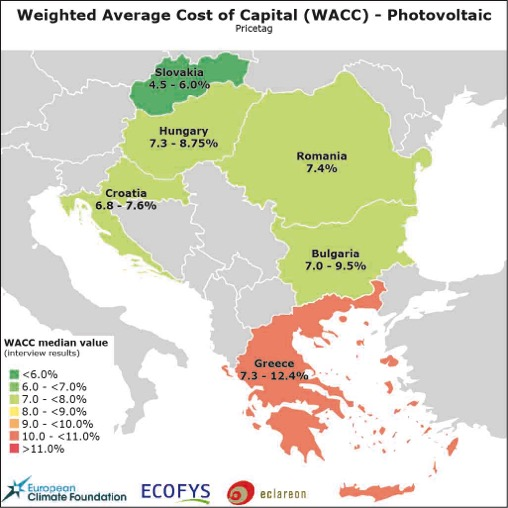 Weighted Average Cost of Capital (WACC) - Photovoltaic
Pricetag
Slovakia
4.5 - 6.0%
Hungary
7.3 - 8.75%
Romania
7.4%
Croatia
6.8 - 7.6%
Bulgaria
7.0 - 9.5%
Greece
7.3 - 12.4%
WACC median value
(interview results)
<6.0%
6.0 - <7.0%
7.0 - <8.0%
8.0 - <9.0%
9.0 - <10.0%
10.0 - <11.0%
>11.0%
European
Climate Foundation
ECOFYS
eclareon